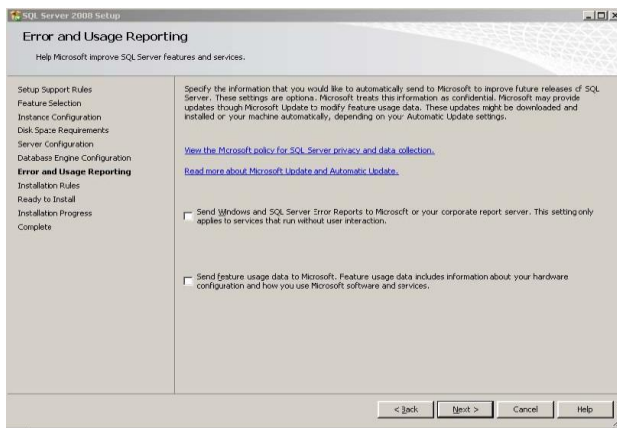 SQL Server 2008 Setup
Error and Usage Reporting
Help Microsoft improve SQL Server features and services.
Setup Support Rules
Feature Selection
Instance Configuration
Disk Space Requirements
Server Configuration
Database Engine Configuration
Error and Usage Reporting
Installation Rules
Ready to Install
Installation Progress
Complete
Specify the information that you would like to automatically send to Microsoft to improve future releases of SQL
Server. These settings are optional. Microsoft treats this information as confidential. Microsoft may provide
updates though Microsoft Update to modify feature usage data. These updates might be downloaded and
installed on your machine automatically, depending on your Automatic Update settings.
View the Microsoft policy for SQL Server privacy and data collection.
Read more about Microsoft Update and Automatic Update.
Send Windows and SQL Server Error Reports to Microsoft or your corporate report server. This setting only
applies to services that run without user interaction.
Send feature usage data to Microsoft. Feature usage data includes information about your hardware
configuration and how you use Microsoft software and services.
< Back
Next >
Cancel
Help